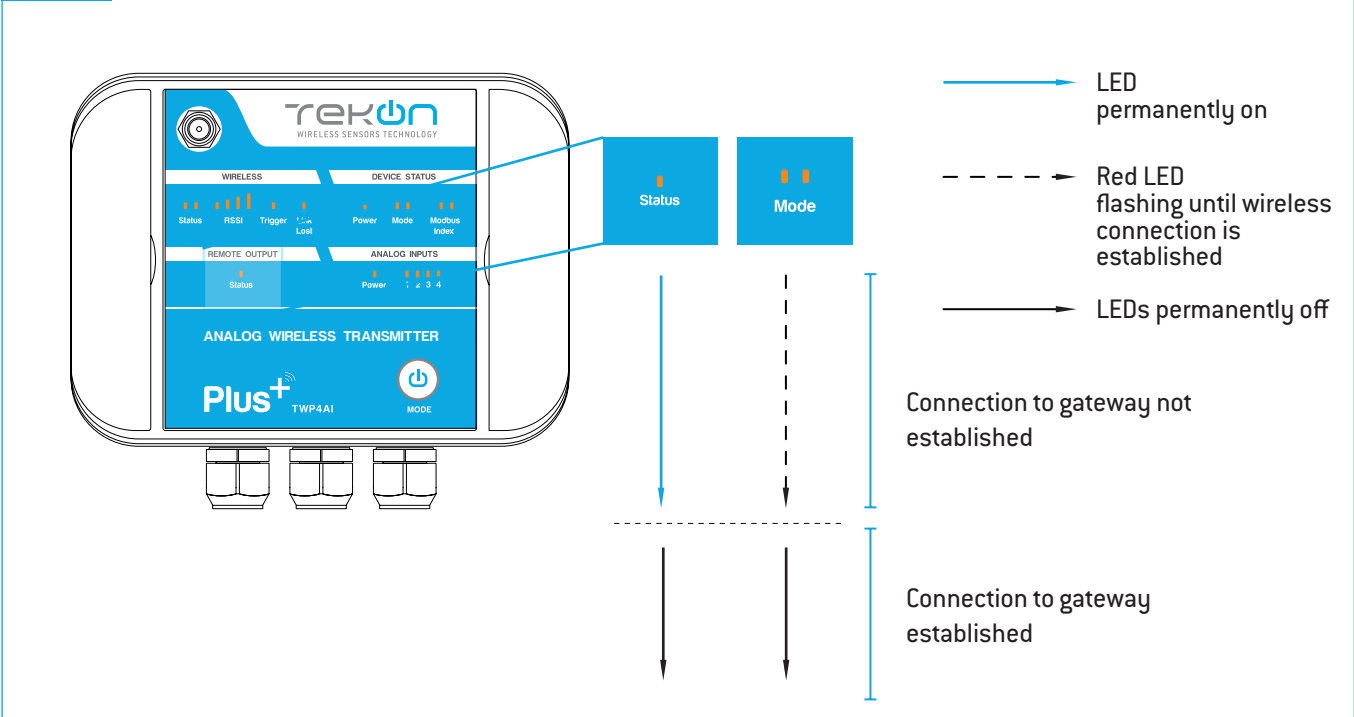 TEKON
WIRELESS SENSORS TECHNOLOGY
WIRELESS
DEVICE STATUS
Status RSSI Trigger Link Power Mode Modbus
Lost Index
REMOTE OUTPUT
ANALOG INPUTS
Status
Power 1 2 3 4
ANALOG WIRELESS TRANSMITTER
Plus+ TWP4AI
MODE
Status
Mode
LED
permanently on
Red LED
flashing until wireless
connection is
established
LEDs permanently off
Connection to gateway not
established
Connection to gateway
established